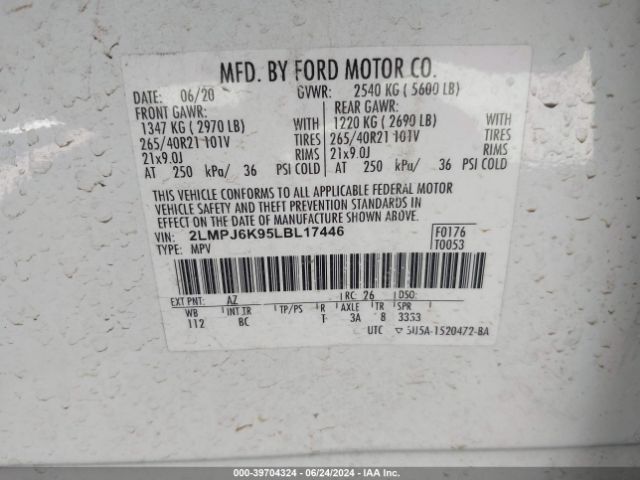 MFD. BY FORD MOTOR CO.
DATE: 06/20 GVWR: 2540 KG ( 5600 LB)
FRONT GAWR: REAR GAWR:
1347 KG ( 2970 LB) WITH 1220 KG ( 2690 LB) WITH
265/40R21 101V TIRES 265/40R21 101V TIRES
21x9.0J RIMS 21x9.0J RIMS
AT 250 kPa/ 36 PSI COLD AT 250 kPa/ 36 PSI COLD
THIS VEHICLE CONFORMS TO ALL APPLICABLE FEDERAL MOTOR
VEHICLE SAFETY AND THEFT PREVENTION STANDARDS IN
EFFECT ON THE DATE OF MANUFACTURE SHOWN ABOVE.
VIN: 2LMPJ6K95LBL17446 F0176
TYPE: MPV T0053
EXT PNT: AZ RC: 26 DSO:
WB INT TR TP/PS R AXLE TR SPR
112 BC T 3A 8 3353
UTC 5U5A-1520472-BA
000-39704324 / 06/24/2024 - IAA Inc.